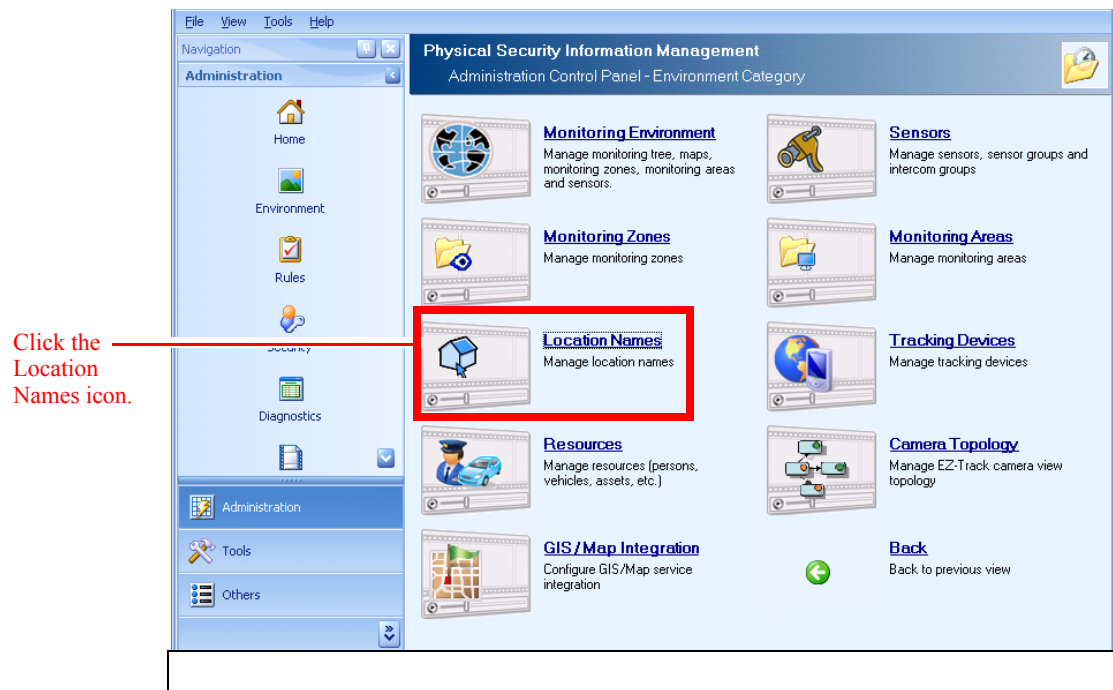 File View Tools Help
Navigation
Administration
Home
Environment
Rules
Security
Diagnostics
Administration
Tools
Others
Physical Security Information Management
Administration Control Panel - Environment Category
Monitoring Environment
Manage monitoring tree, maps,
monitoring zones, monitoring areas
and sensors.
Sensors
Manage sensors, sensor groups and
intercom groups
Monitoring Zones
Manage monitoring zones
Monitoring Areas
Manage monitoring areas
Location Names
Manage location names
Tracking Devices
Manage tracking devices
Resources
Manage resources (persons,
vehicles, assets, etc.)
Camera Topology
Manage EZ-Track camera view
topology
GIS/Map Integration
Configure GIS/Map service
integration
Back
Back to previous view
Click the
Location
Names icon.